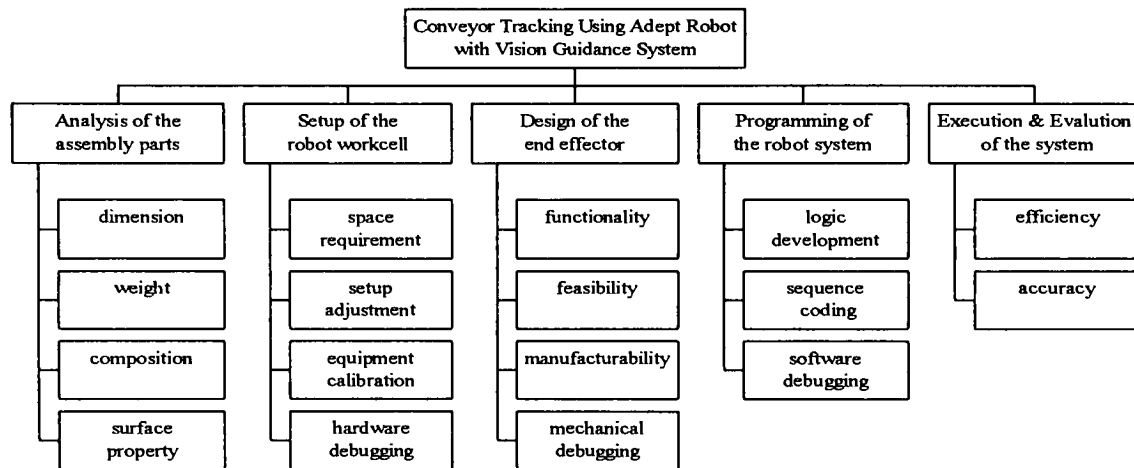 Conveyor Tracking Using Adept Robot
with Vision Guidance System
Analysis of the
assembly parts
dimension
weight
composition
surface
property
Setup of the
robot workcell
space
requirement
setup
adjustment
equipment
calibration
hardware
debugging
Design of the
end effector
functionality
feasibility
manufacturability
mechanical
debugging
Programming of
the robot system
logic
development
sequence
coding
software
debugging
Execution & Evalution
of the system
efficiency
accuracy